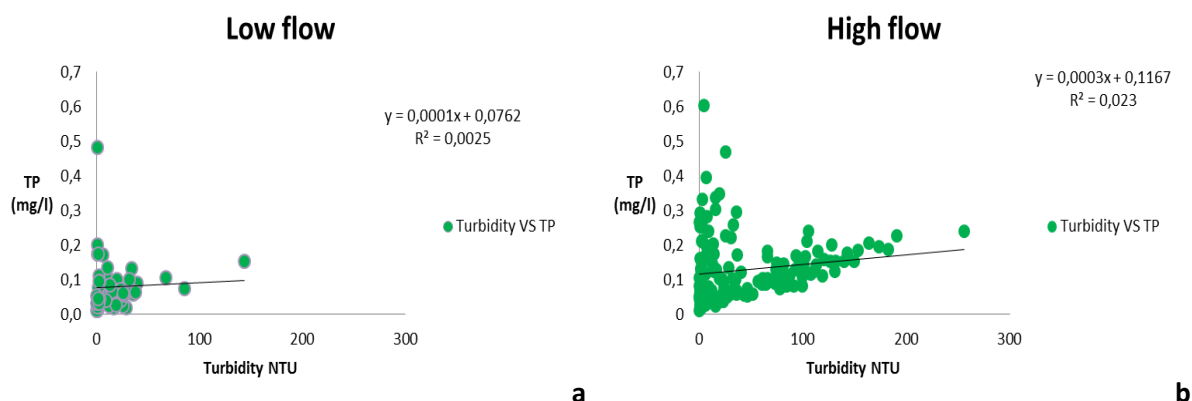 Low flow
0,7
0,6
0,5
0,4
0,3
0,2
0,1
0,0
TP
(mg/l)
y = 0,0001x + 0,0762
R² = 0,0025
Turbidity VS TP
0
100
200
300
Turbidity NTU
a
High flow
0,7
0,6
0,5
0,4
0,3
0,2
0,1
0,0
TP
(mg/l)
y = 0,0003x + 0,1167
R² = 0,023
Turbidity VS TP
0
100
200
300
Turbidity NTU
b